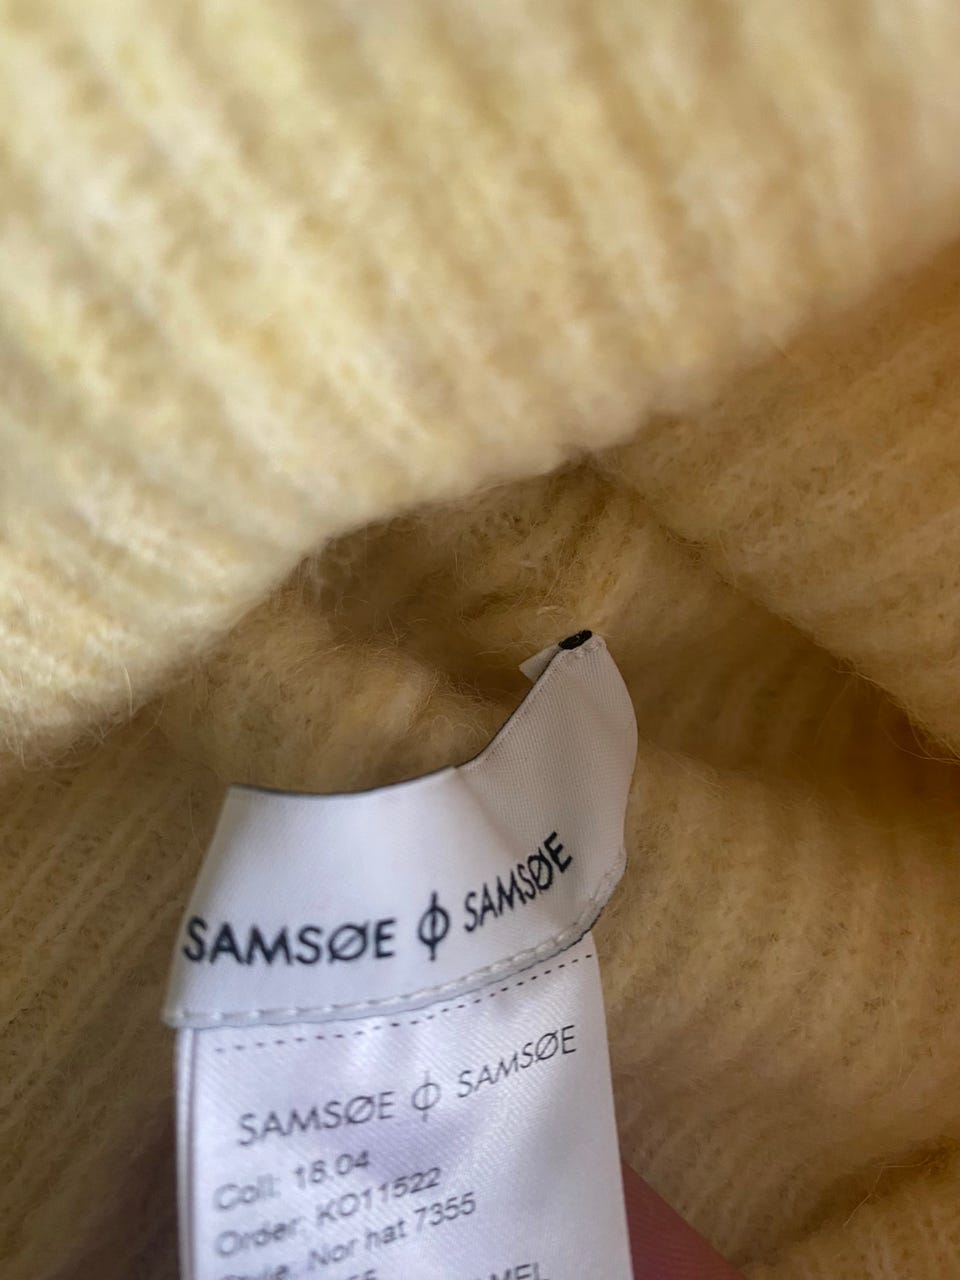 SAMSØE ϕ SAMSØE
SAMSØE ϕ SAMSØE
Coll: 18.04
Order: KO11522
Style: Nor hat 7355